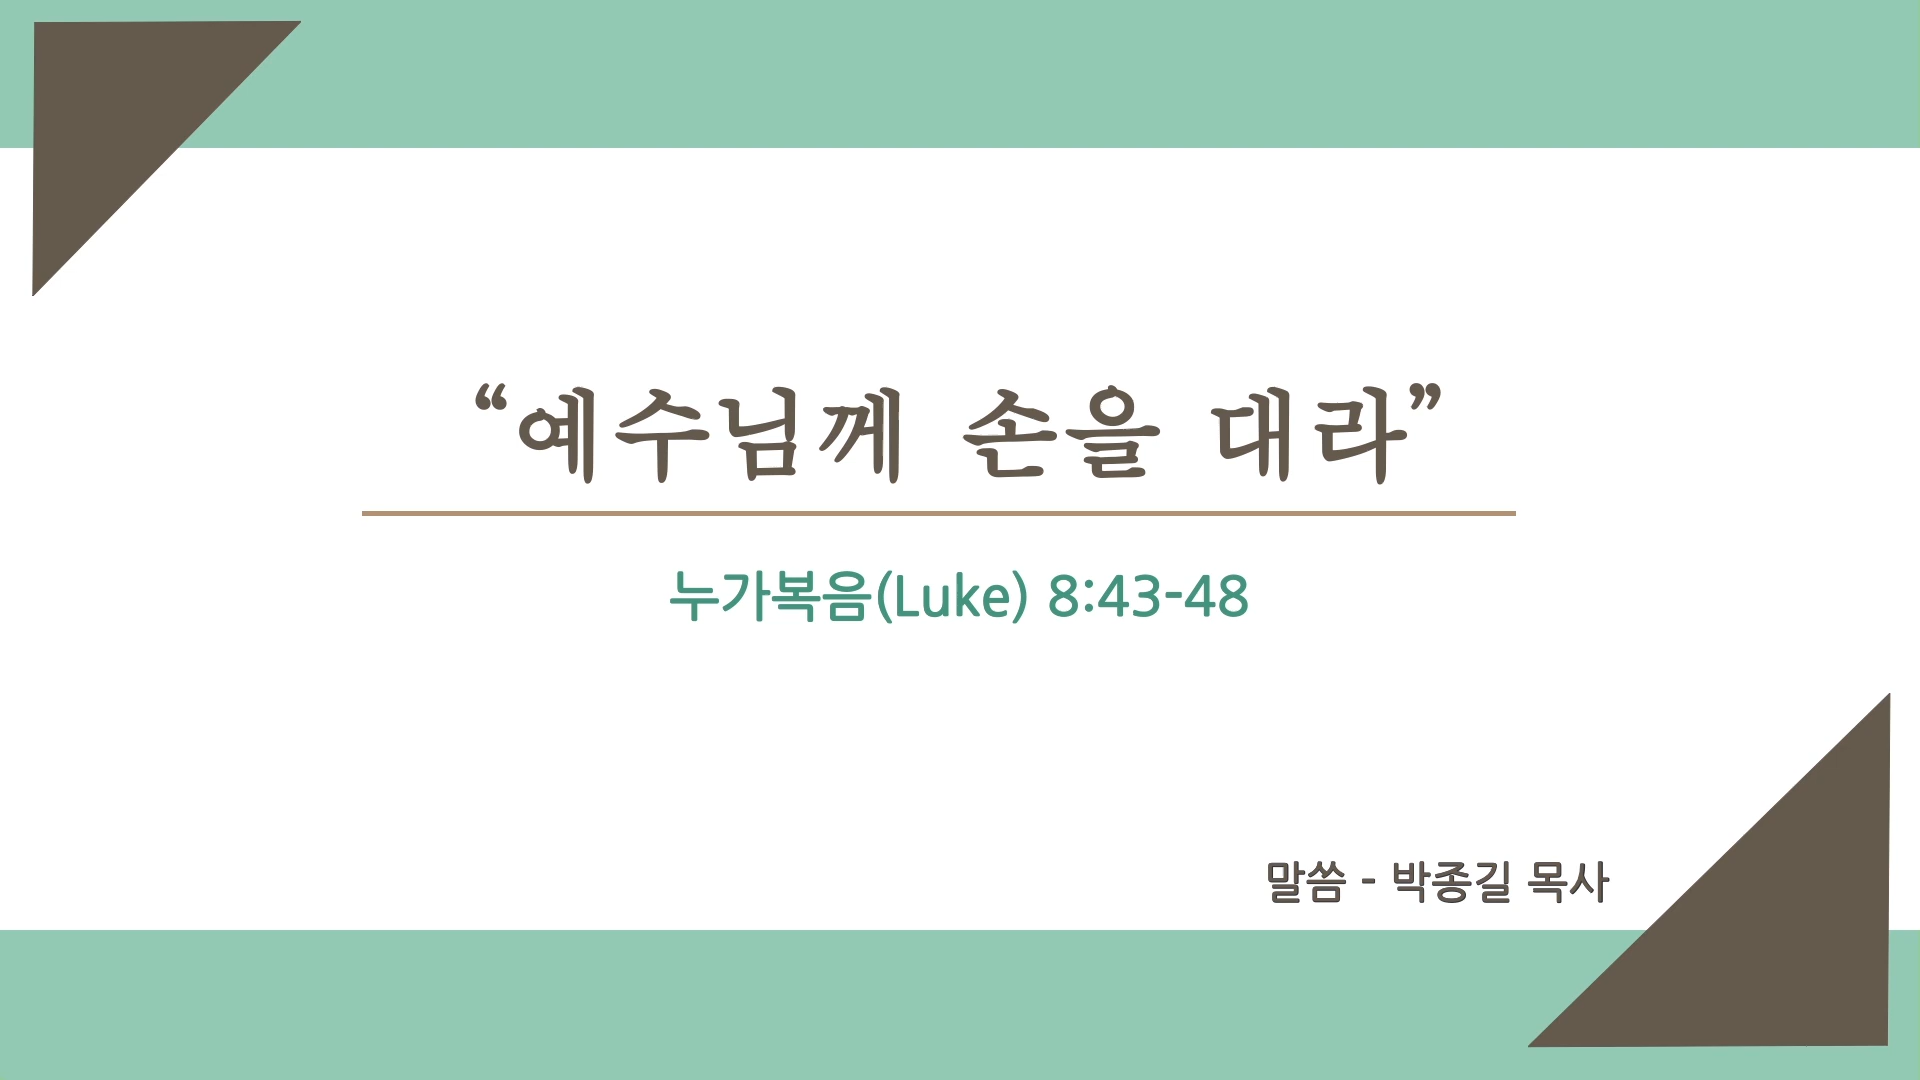 “예수님께 손을 대라”
누가복음(Luke) 8:43-48
말씀 - 박종길 목사